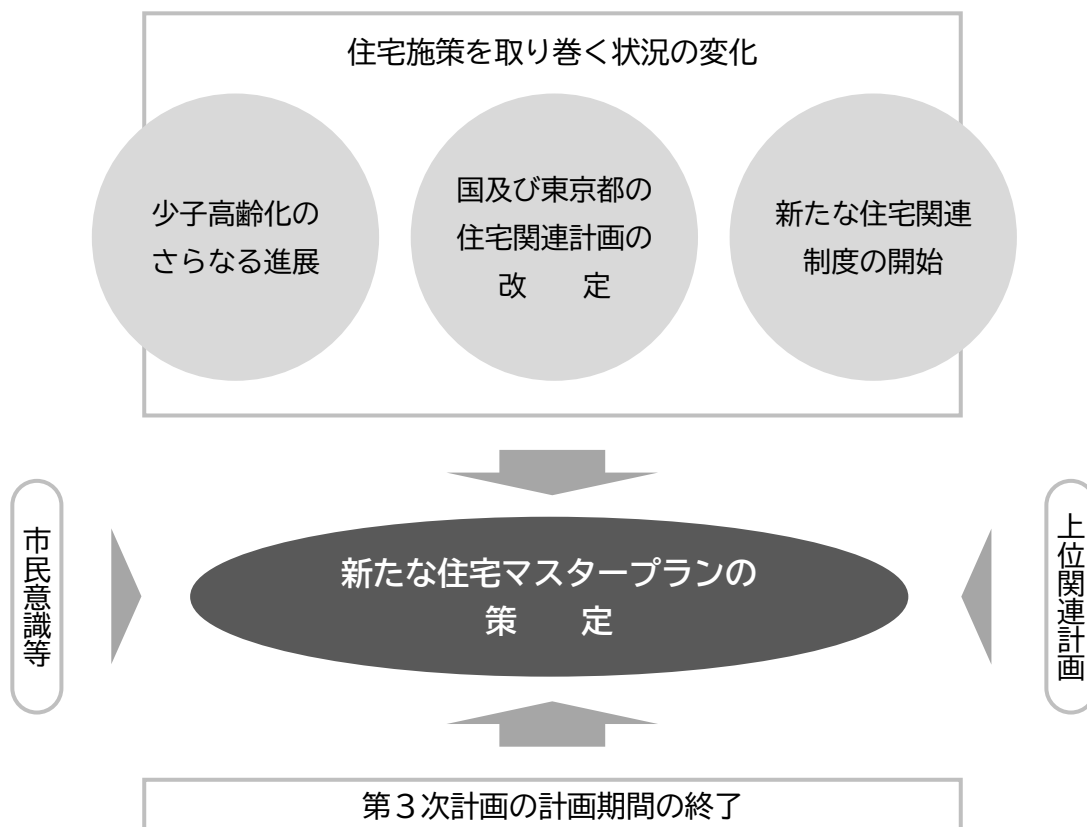 住宅施策を取り巻く状況の変化
少子高齢化の
さらなる進展
国及び東京都の
住宅関連計画の
改　　定
新たな住宅関連
制度の開始
市民意識等
新たな住宅マスタープランの
策　　定
上位関連計画
第３次計画の計画期間の終了